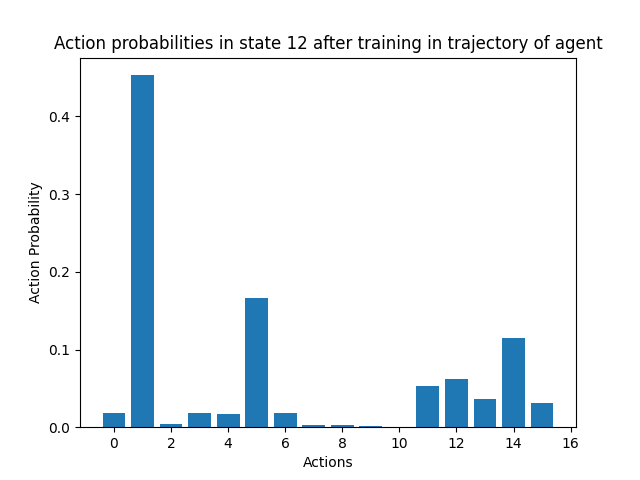 Action probabilities in state 12 after training in trajectory of agent
0.4
0.3
0.2
0.1
0.0
Action Probability
0 2 4 6 8 10 12 14 16
Actions